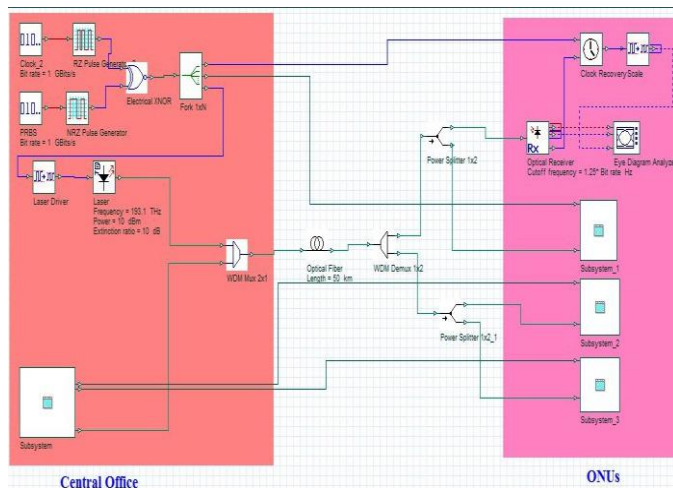 010..
Clock_2
Bit rate = 1 GBits/s
RZ Pulse Generator
Electrical XNOR
Fork 1xN
010..
PRBS
Bit rate = 1 GBits/s
NRZ Pulse Generator
Laser Driver
Laser
Frequency = 193.1 THz
Power = 10 dBm
Extinction ratio = 10 dB
WDM Mux 2x1
Subsystem
Central Office
Optical Fiber
Length = 50 km
WDM Demux 1x2
Power Splitter 1x2
Power Splitter 1x2_1
Clock Recovery
Scale
Rx
Optical Receiver
Cutoff frequency = 1.25* Bit rate Hz
Eye Diagram Analyzer
Subsystem_1
Subsystem_2
Subsystem_3
ONUs